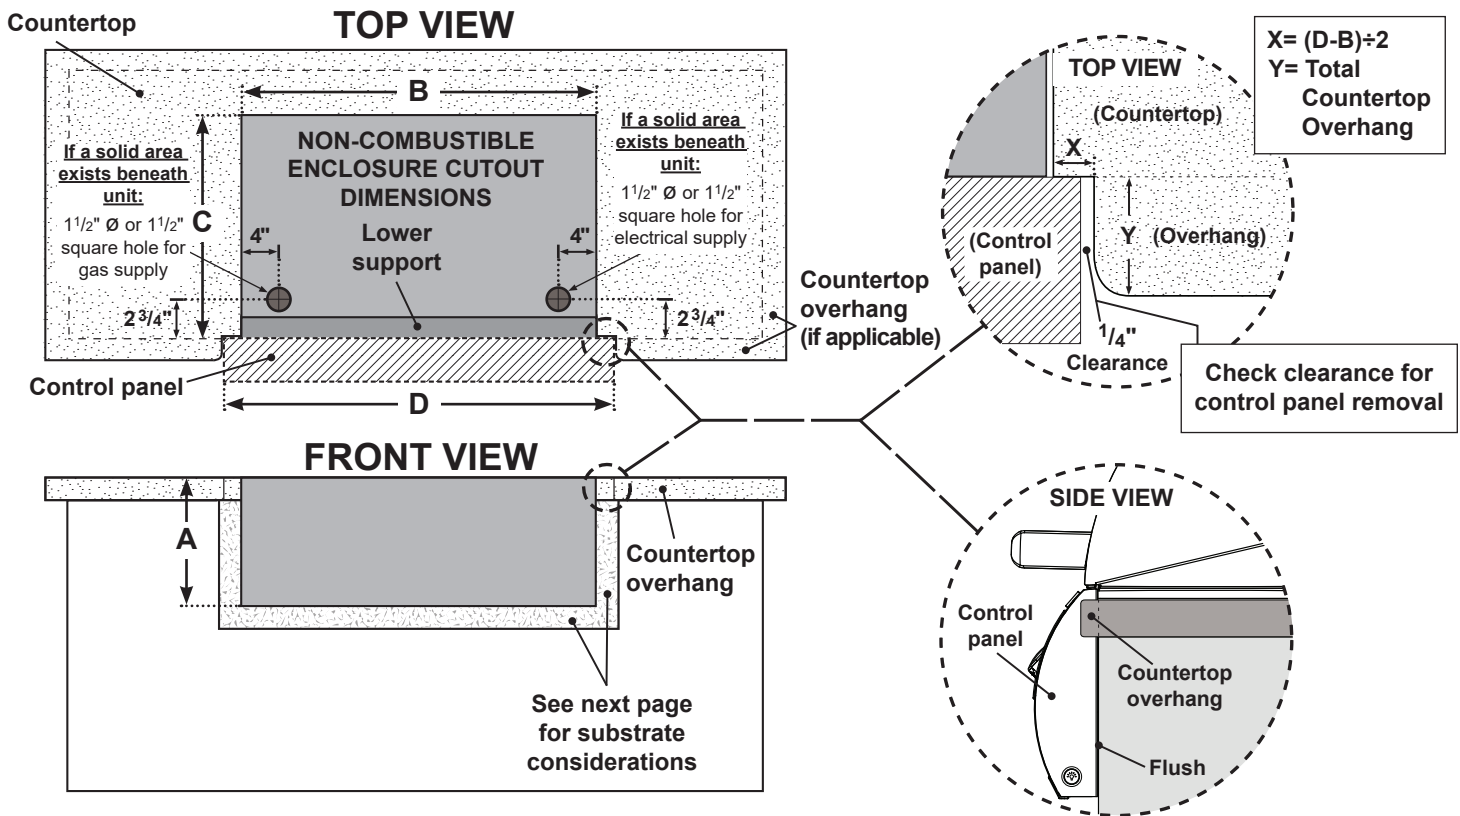 Countertop
TOP VIEW
B
If a solid area
exists beneath
unit:
1 1/2" Ø or 1 1/2"
square hole for
gas supply
C
NON-COMBUSTIBLE
ENCLOSURE CUTOUT
DIMENSIONS
Lower
support
If a solid area
exists beneath
unit:
1 1/2" Ø or 1 1/2"
square hole for
electrical supply
4"
4"
2 3/4"
2 3/4"
Countertop
overhang
(if applicable)
Control panel
D
TOP VIEW
(Countertop)
X
(Control
panel)
Y
(Overhang)
1/4"
Clearance
X= (D-B)÷2
Y= Total
Countertop
Overhang
Check clearance for
control panel removal
FRONT VIEW
A
Countertop
overhang
See next page
for substrate
considerations
SIDE VIEW
Control
panel
Countertop
overhang
Flush